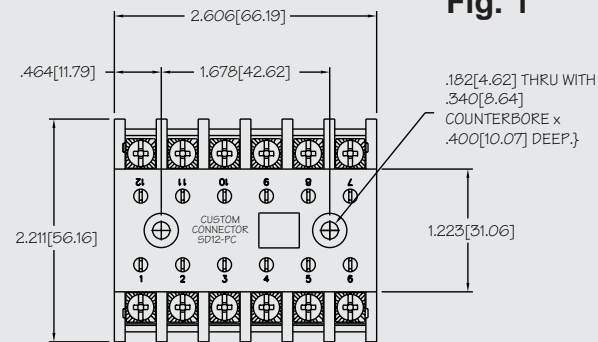 Fig. 1
2.606[66.19]
.464[11.79]
1.678[42.62]
.182[4.62] THRU WITH
.340[8.64]
COUNTERBORE x
.400[10.07] DEEP.}
12 11 10 9 8 7
2.211[56.16]
CUSTOM
CONNECTOR
SD12-PC
1.223[31.06]
1 2 3 4 5 6